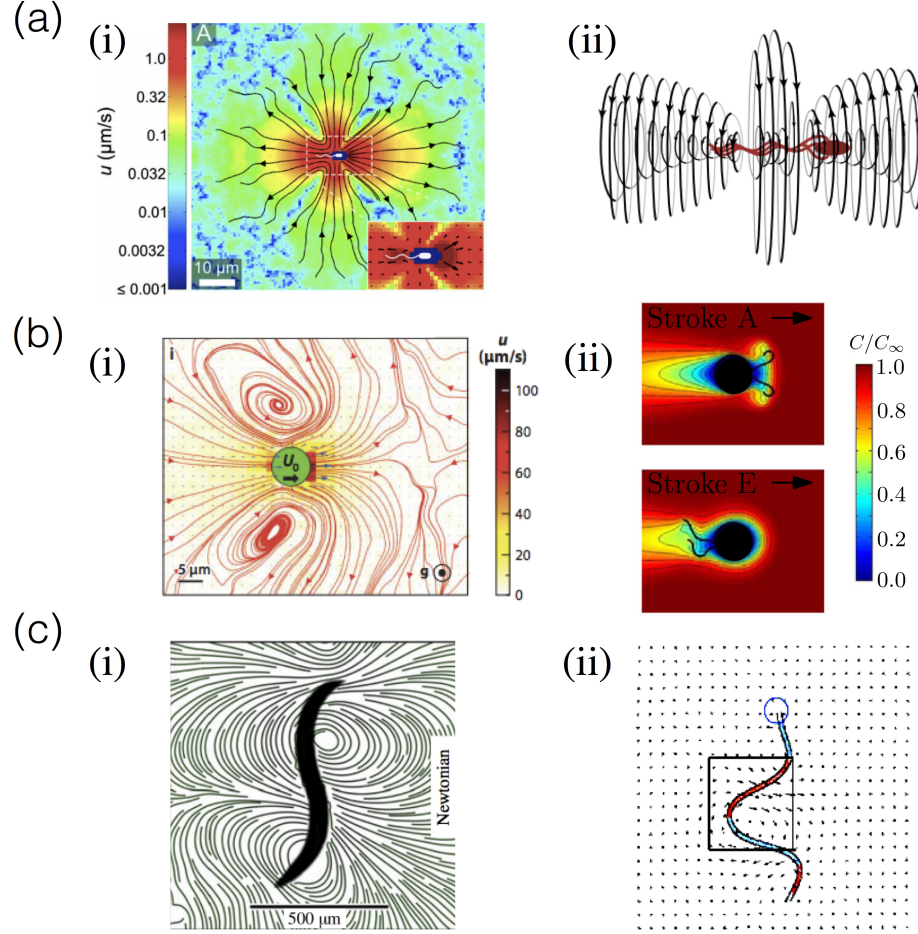 (a)
(i)
A
u (µm/s)
1.0
0.32
0.1
0.032
0.01
0.0032
≤ 0.001
10 µm
(ii)
(b)
(i)
i
U0
5 µm
g
u
(µm/s)
100
80
60
40
20
0
(ii)
Stroke A
Stroke E
C/C∞
1.0
0.8
0.6
0.4
0.2
0.0
(c)
(i)
Newtonian
500 µm
(ii)